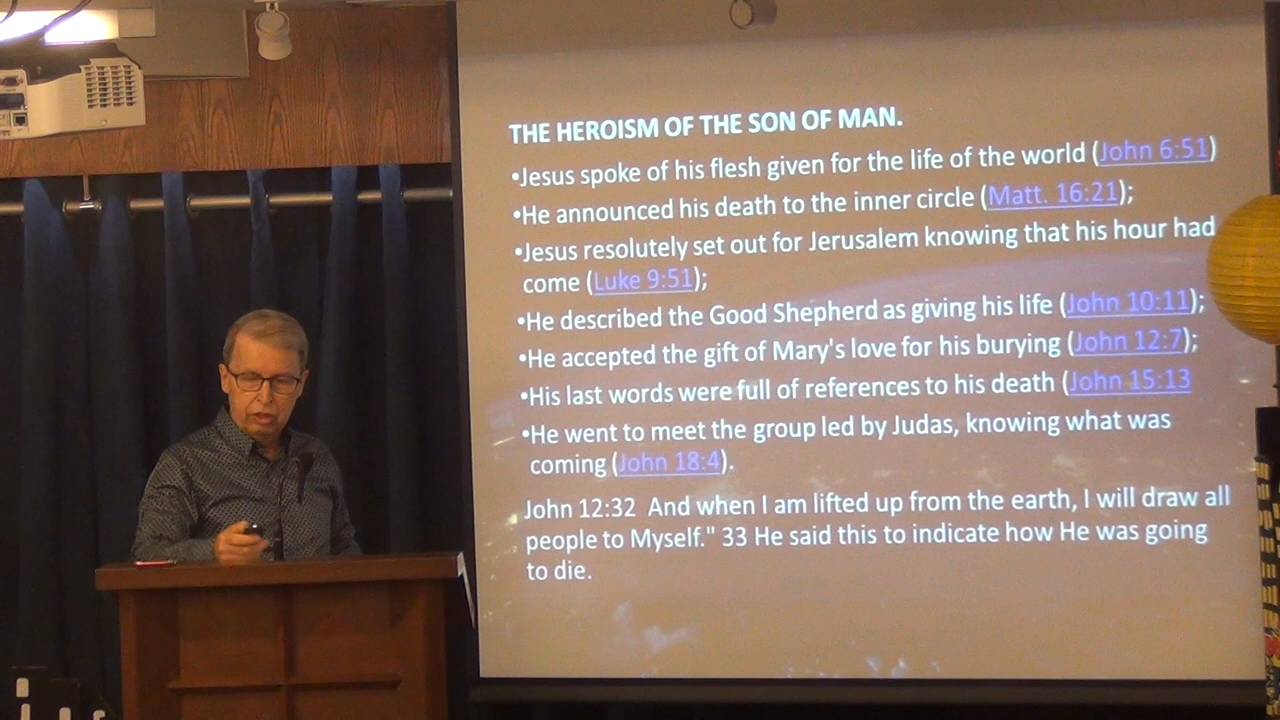 THE HEROISM OF THE SON OF MAN.
•Jesus spoke of his flesh given for the life of the world (John 6:51)
•He announced his death to the inner circle (Matt. 16:21);
•Jesus resolutely set out for Jerusalem knowing that his hour had
come (Luke 9:51);
•He described the Good Shepherd as giving his life (John 10:11);
•He accepted the gift of Mary's love for his burying (John 12:7);
•His last words were full of references to his death (John 15:13
•He went to meet the group led by Judas, knowing what was
coming (John 18:4).
John 12:32  And when I am lifted up from the earth, I will draw all
people to Myself." 33 He said this to indicate how He was going
to die.